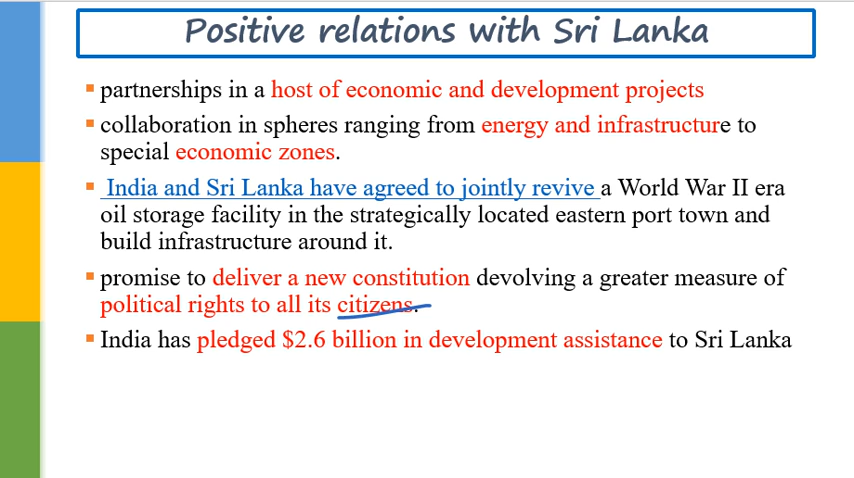 Positive relations with Sri Lanka
partnerships in a host of economic and development projects
collaboration in spheres ranging from energy and infrastructure to
special economic zones.
India and Sri Lanka have agreed to jointly revive a World War II era
oil storage facility in the strategically located eastern port town and
build infrastructure around it.
promise to deliver a new constitution devolving a greater measure of
political rights to all its citizens.
India has pledged $2.6 billion in development assistance to Sri Lanka